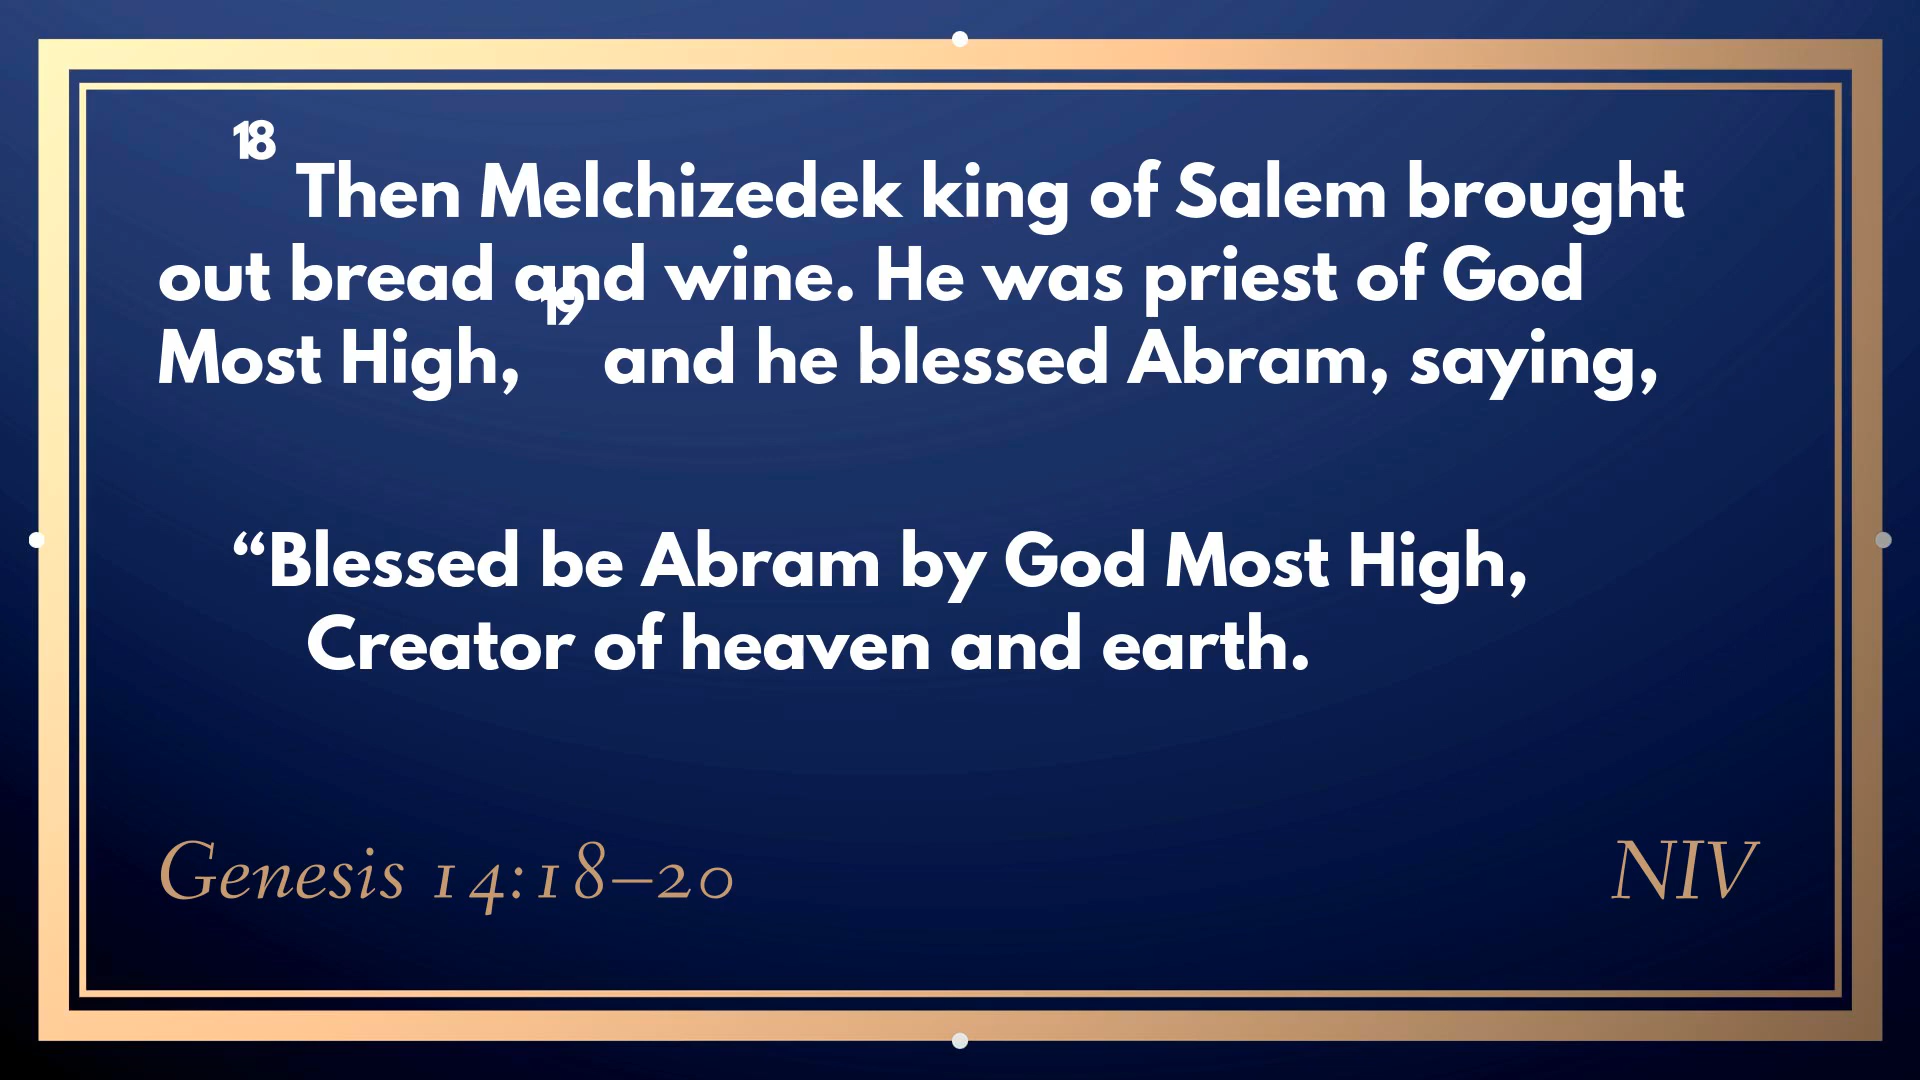 18 Then Melchizedek king of Salem brought
out bread and wine. He was priest of God
Most High, 19 and he blessed Abram, saying,
“Blessed be Abram by God Most High,
Creator of heaven and earth.
Genesis 14:18–20
NIV